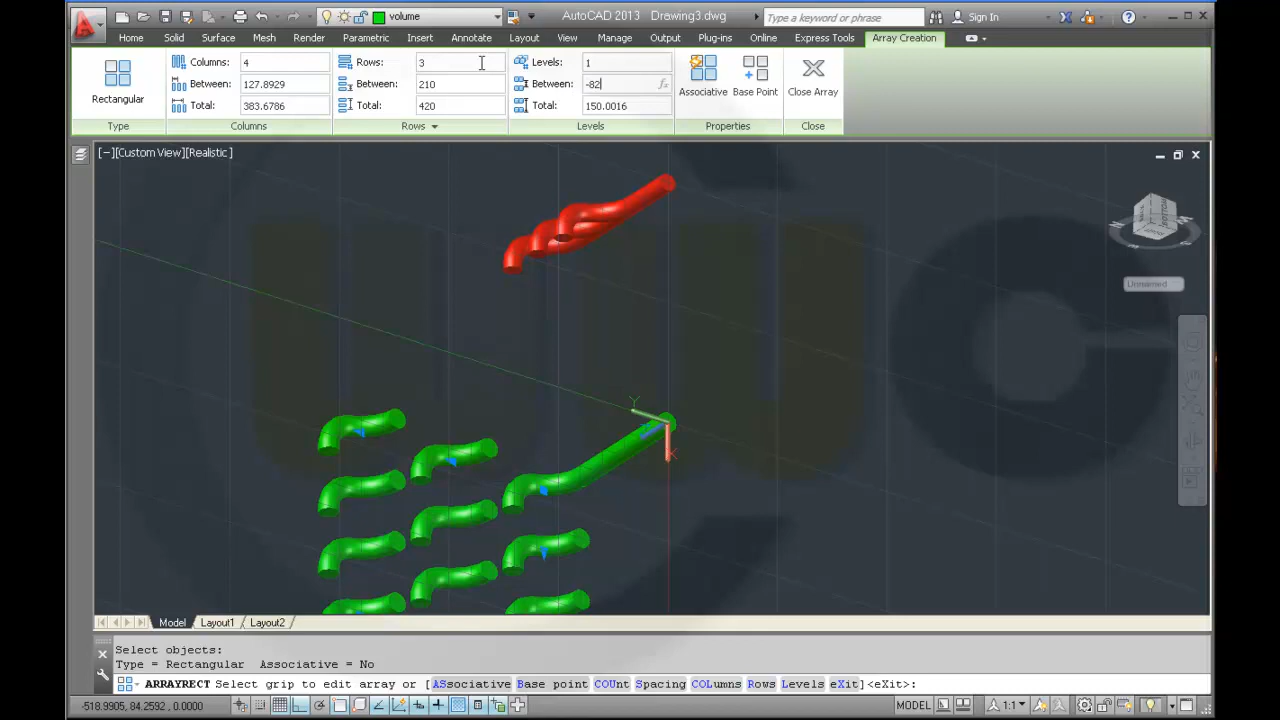 volume
AutoCAD 2013 Drawing3.dwg
Type a keyword or phrase
Sign In
Home Solid Surface Mesh Render Parametric Insert Annotate Layout View Manage Output Plug-ins Online Express Tools Array Creation
Columns: 4 Rows: 3 Levels: 1
Between: 127.8929 Between: 210 Between: -82
Rectangular Associative Base Point Close Array
Total: 383.6786 Total: 420 Total: 150.0016
Type Columns Rows Levels Properties Close
[−][Custom View][Realistic]
BOTTOM
Unnamed
Y
X
Model Layout1 Layout2
Select objects:
Type = Rectangular Associative = No
ARRAYRECT Select grip to edit array or [ASsociative Base point COUnt Spacing COLumns Rows Levels eXit]<eXit>:
-518.9905, 84.2592, 0.0000
MODEL
1:1